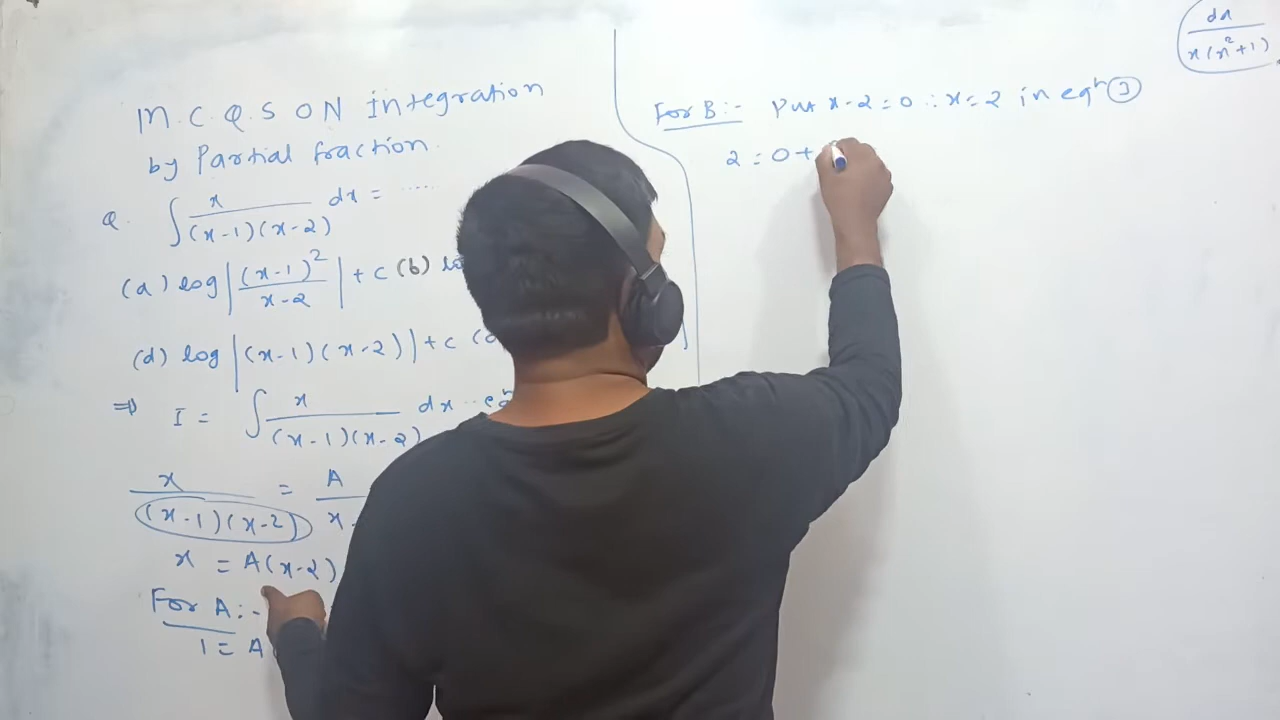 M.C.Q.S ON Integration
by Partial fraction.
Q. ∫ x / (x-1)(x-2) dx = ......
(a) log |(x-1)² / x-2| + c (b)
(d) log |(x-1)(x-2)| + c
⇒ I = ∫ x / (x-1)(x-2) dx ..
x / (x-1)(x-2) = A / x-
x = A(x-2)
For A:-
1 = A
For B:- Put x-2=0 ∴ x=2 in eqⁿ
2 = 0+
dx / x(x²+1)